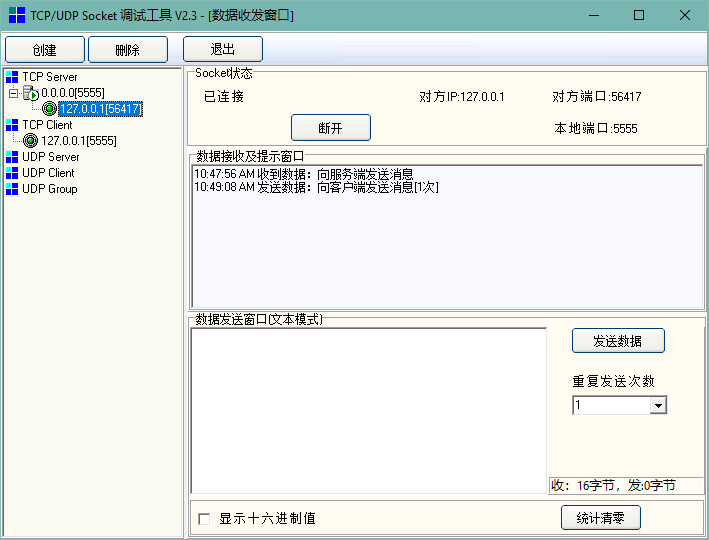 TCP/UDP Socket 调试工具 V2.3 - [数据收发窗口]
创建 删除 退出
TCP Server
0.0.0.0[5555]
127.0.0.1[56417]
TCP Client
127.0.0.1[5555]
UDP Server
UDP Client
UDP Group
Socket状态
已连接 对方IP:127.0.0.1 对方端口:56417
断开 本地端口:5555
数据接收及提示窗口
10:47:56 AM 收到数据：向服务端发送消息
10:49:08 AM 发送数据：向客户端发送消息[1次]
数据发送窗口(文本模式)
发送数据
重复发送次数
1
收：16字节，发:0字节
显示十六进制值 统计清零